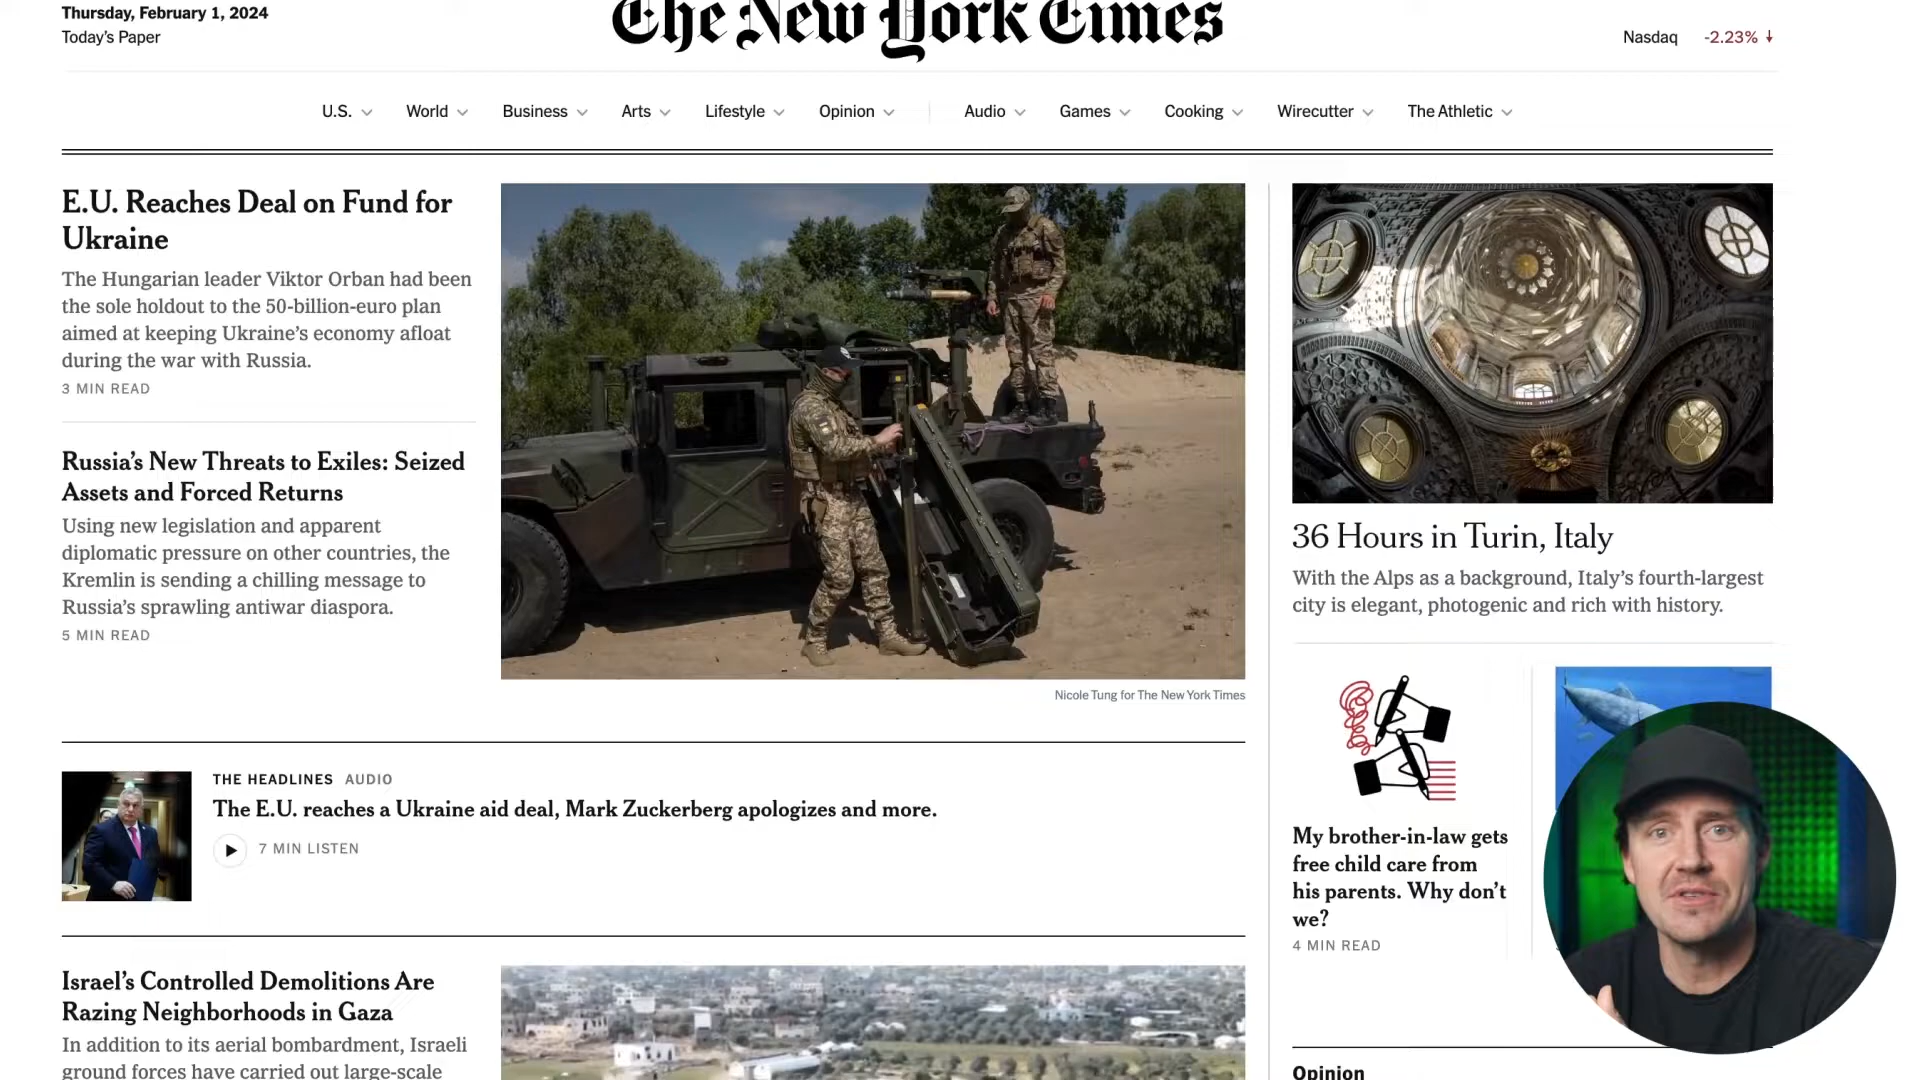 Thursday, February 1, 2024
Today's Paper
The New York Times
Nasdaq -2.23% ↓
U.S. World Business Arts Lifestyle Opinion Audio Games Cooking Wirecutter The Athletic
E.U. Reaches Deal on Fund for
Ukraine
The Hungarian leader Viktor Orban had been
the sole holdout to the 50-billion-euro plan
aimed at keeping Ukraine’s economy afloat
during the war with Russia.
3 MIN READ
Russia’s New Threats to Exiles: Seized
Assets and Forced Returns
Using new legislation and apparent
diplomatic pressure on other countries, the
Kremlin is sending a chilling message to
Russia’s sprawling antiwar diaspora.
5 MIN READ
Nicole Tung for The New York Times
THE HEADLINES AUDIO
The E.U. reaches a Ukraine aid deal, Mark Zuckerberg apologizes and more.
7 MIN LISTEN
Israel’s Controlled Demolitions Are
Razing Neighborhoods in Gaza
In addition to its aerial bombardment, Israeli
ground forces have carried out large-scale
36 Hours in Turin, Italy
With the Alps as a background, Italy’s fourth-largest
city is elegant, photogenic and rich with history.
My brother-in-law gets
free child care from
his parents. Why don’t
we?
4 MIN READ
Opinion